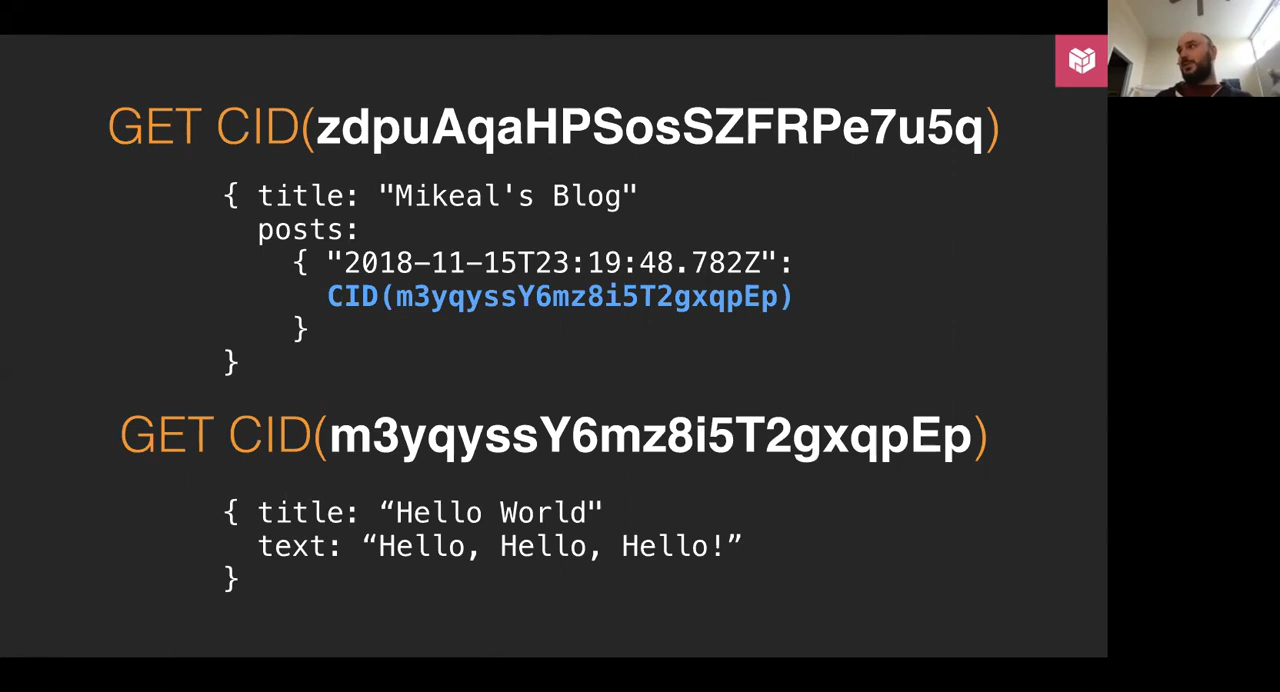 GET CID(zdpuAqaHPSosSZFRPe7u5q)
{ title: "Mikeal's Blog"
posts:
{ "2018-11-15T23:19:48.782Z":
CID(m3yqyssY6mz8i5T2gxqpEp)
}
}
GET CID(m3yqyssY6mz8i5T2gxqpEp)
{ title: “Hello World"
text: “Hello, Hello, Hello!”
}